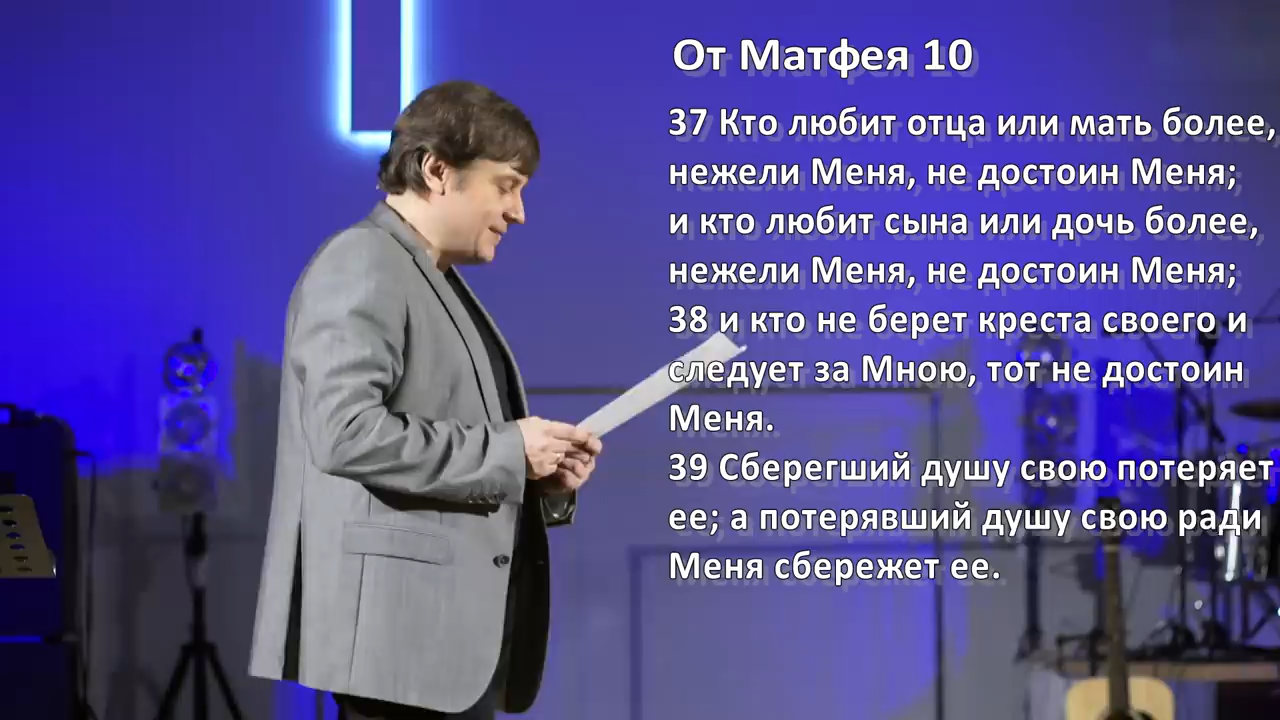 От Матфея 10
37 Кто любит отца или мать более,
нежели Меня, не достоин Меня;
и кто любит сына или дочь более,
нежели Меня, не достоин Меня;
38 и кто не берет креста своего и
следует за Мною, тот не достоин
Меня.
39 Сберегший душу свою потеряет
ее; а потерявший душу свою ради
Меня сбережет ее.